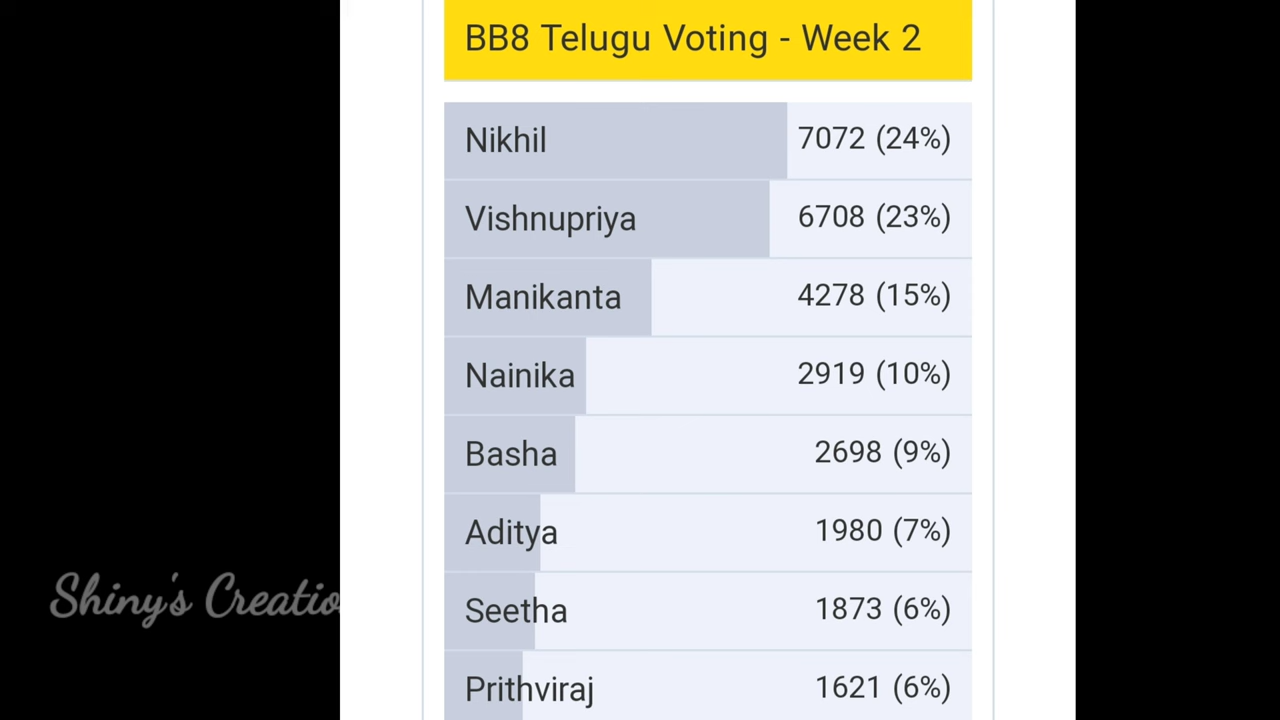 BB8 Telugu Voting - Week 2
Nikhil 7072 (24%)
Vishnupriya 6708 (23%)
Manikanta 4278 (15%)
Nainika 2919 (10%)
Basha 2698 (9%)
Aditya 1980 (7%)
Seetha 1873 (6%)
Prithviraj 1621 (6%)
Shiny's Creatio